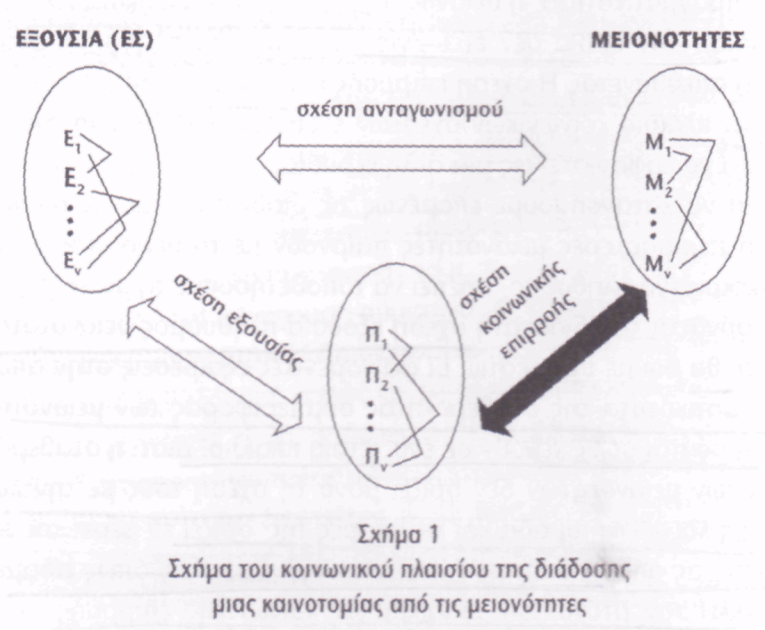 ΕΞΟΥΣΙΑ (ΕΣ)
ΜΕΙΟΝΟΤΗΤΕΣ
σχέση ανταγωνισμού
Ε1
Ε2
Εν
Μ1
Μ2
Μν
σχέση εξουσίας
σχέση
κοινωνικής
επιρροής
Π1
Π2
Πν
Σχήμα 1
Σχήμα του κοινωνικού πλαισίου της διάδοσης
μιας καινοτομίας από τις μειονότητες